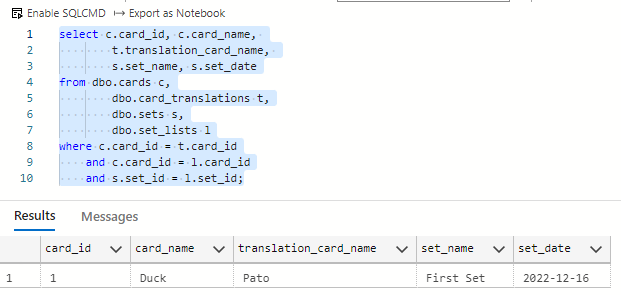 Enable SQLCMD Export as Notebook
1 select c.card_id, c.card_name,
2 t.translation_card_name,
3 s.set_name, s.set_date
4 from dbo.cards c,
5 dbo.card_translations t,
6 dbo.sets s,
7 dbo.set_lists l
8 where c.card_id = t.card_id
9 and c.card_id = l.card_id
10 and s.set_id = l.set_id;
Results Messages
card_id card_name translation_card_name set_name set_date
1 1 Duck Pato First Set 2022-12-16